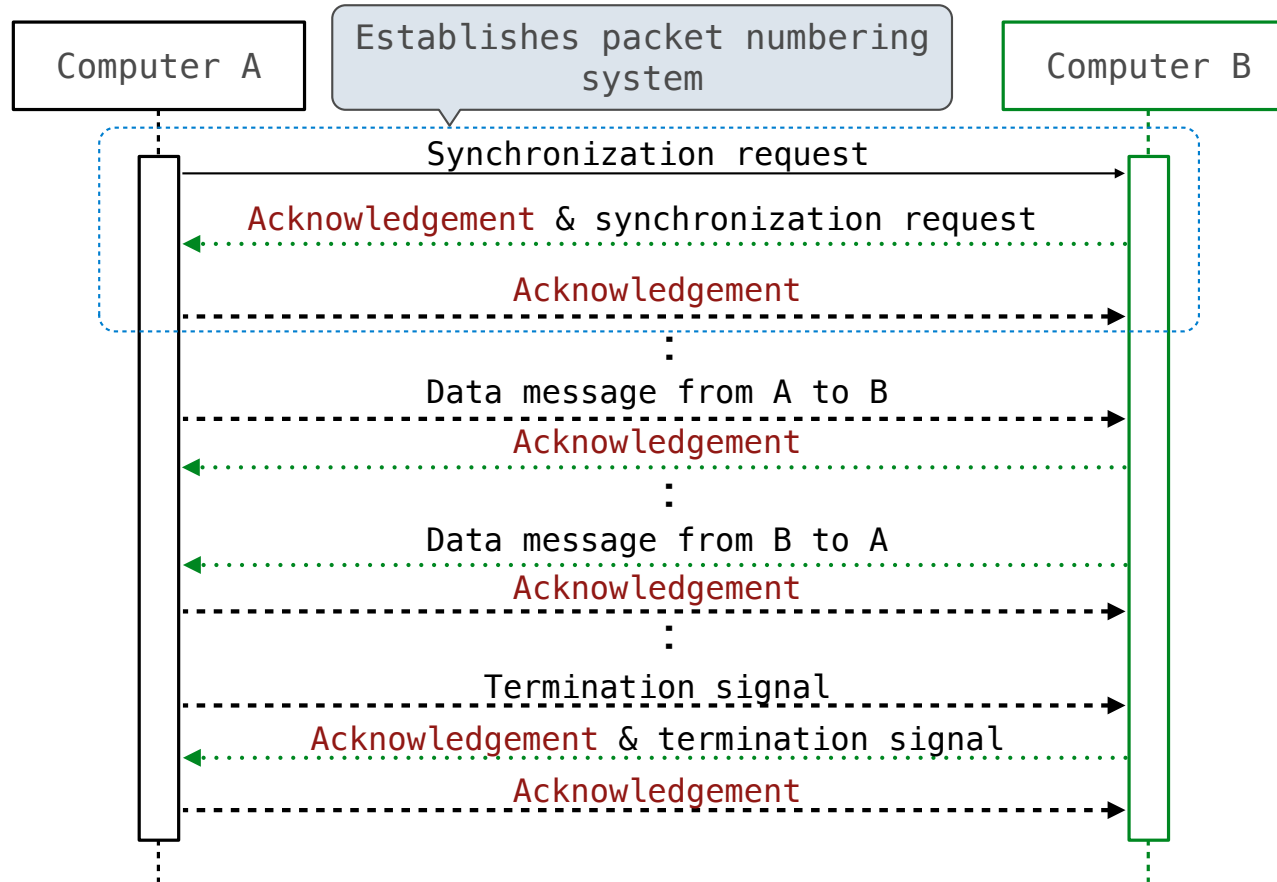 Establishes packet numbering
system
Computer A
Computer B
Synchronization request
Acknowledgement & synchronization request
Acknowledgement
:
Data message from A to B
Acknowledgement
:
Data message from B to A
Acknowledgement
:
Termination signal
Acknowledgement & termination signal
Acknowledgement